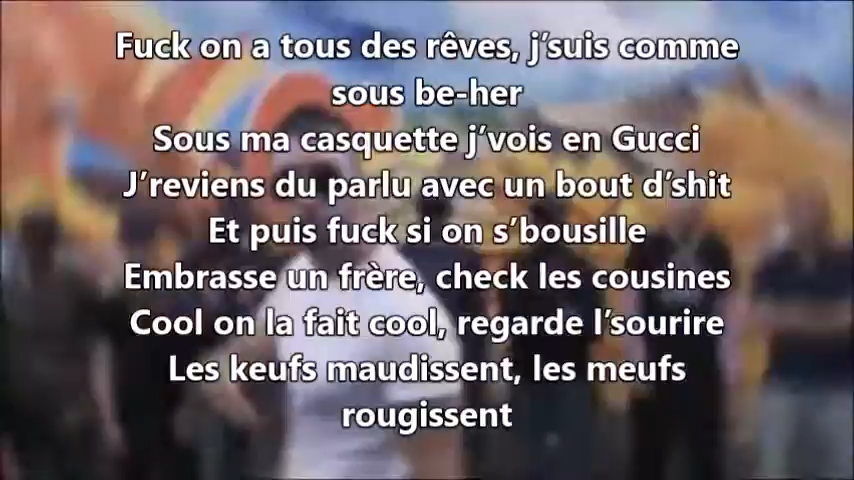 Fuck on a tous des rêves, j'suis comme
sous be-her
Sous ma casquette j'vois en Gucci
J'reviens du parlu avec un bout d'shit
Et puis fuck si on s'bousille
Embrasse un frère, check les cousines
Cool on la fait cool, regarde l'sourire
Les keufs maudissent, les meufs
rougissent